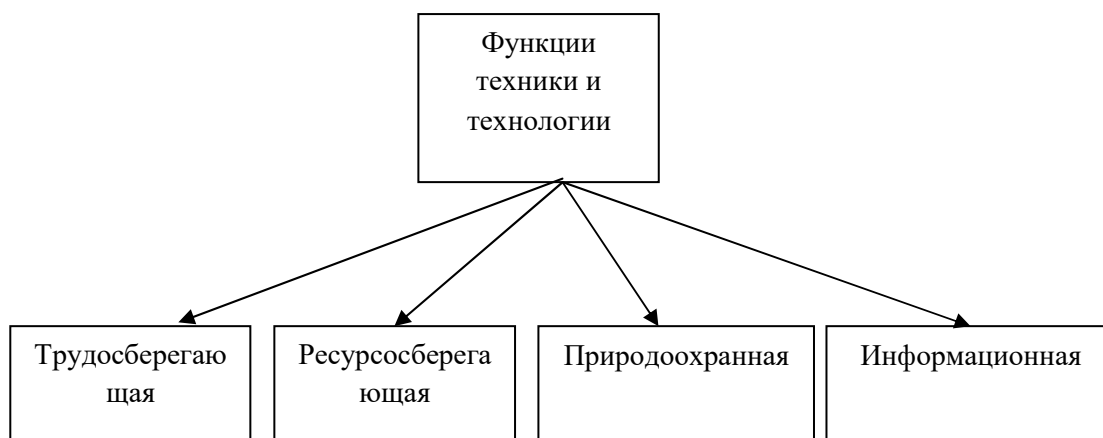 Функции
техники и
технологии
Трудосберегаю
щая
Ресурсосберега
ющая
Природоохранная
Информационная